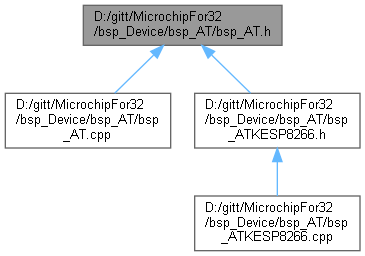 D:/gitt/MicrochipFor32
/bsp_Device/bsp_AT/bsp_AT.h
D:/gitt/MicrochipFor32
/bsp_Device/bsp_AT/bsp
_AT.cpp
D:/gitt/MicrochipFor32
/bsp_Device/bsp_AT/bsp
_ATKESP8266.h
D:/gitt/MicrochipFor32
/bsp_Device/bsp_AT/bsp
_ATKESP8266.cpp